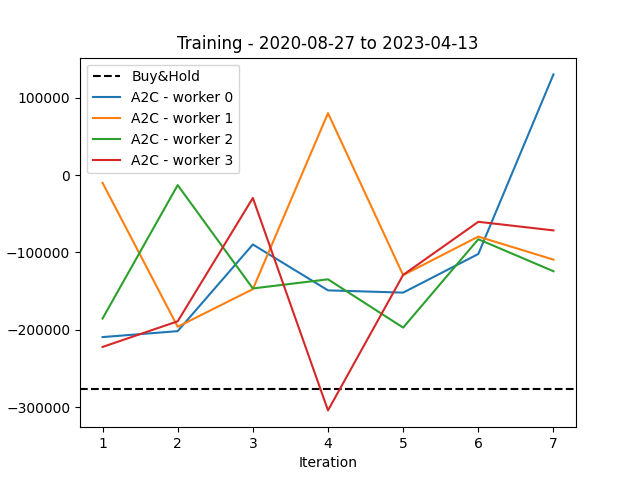 Training - 2020-08-27 to 2023-04-13
Buy&Hold
A2C - worker 0
A2C - worker 1
A2C - worker 2
A2C - worker 3
100000
0
−100000
−200000
−300000
1 2 3 4 5 6 7
Iteration